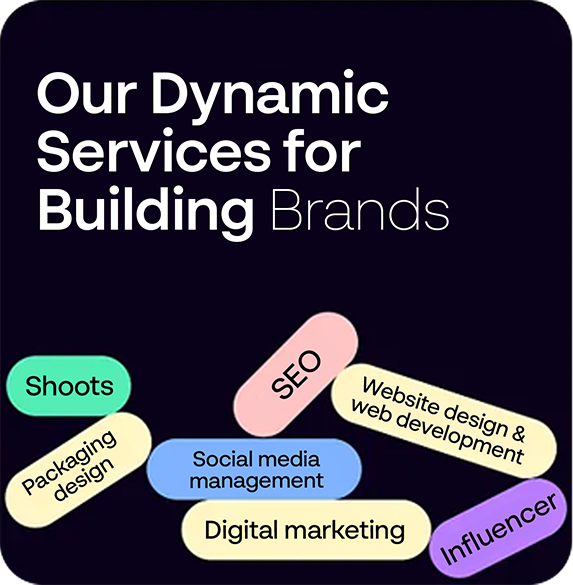 Our Dynamic
Services for
Building Brands
SEO
Shoots
Website design &
web development
Packaging
design
Social media
management
Digital marketing
Influencer